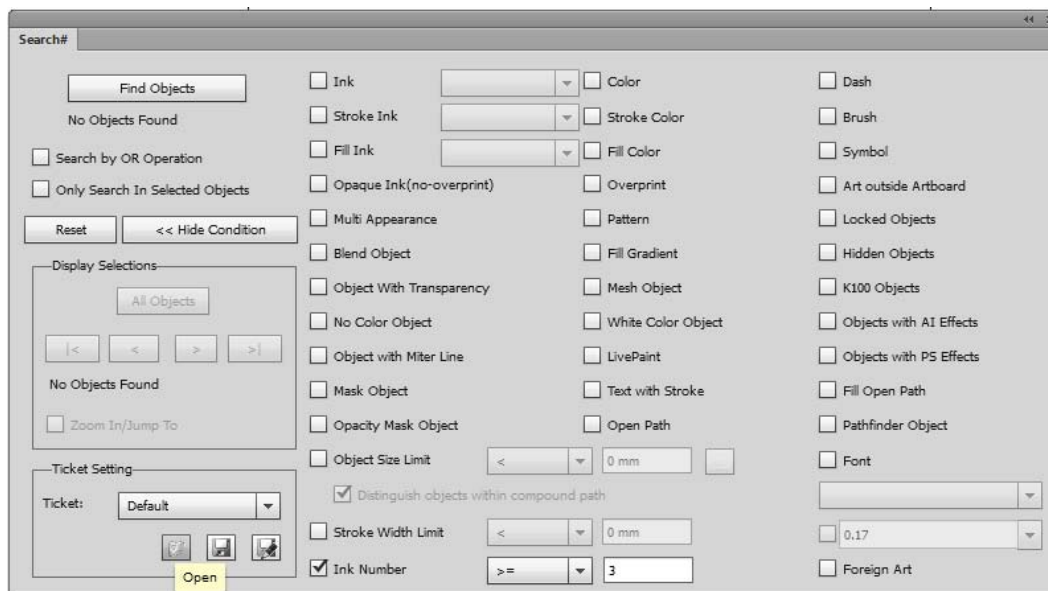 Search#
Find Objects
No Objects Found
Search by OR Operation
Only Search In Selected Objects
Reset
<< Hide Condition
Display Selections
All Objects
|<
<
>
>|
No Objects Found
Zoom In/Jump To
Ticket Setting
Ticket:
Default
Open
Ink
Stroke Ink
Fill Ink
Opaque Ink(no-overprint)
Multi Appearance
Blend Object
Object With Transparency
No Color Object
Object with Miter Line
Mask Object
Opacity Mask Object
Object Size Limit
<
0 mm
Distinguish objects within compound path
Stroke Width Limit
<
0 mm
Ink Number
>=
3
Color
Stroke Color
Fill Color
Overprint
Pattern
Fill Gradient
Mesh Object
White Color Object
LivePaint
Text with Stroke
Open Path
Dash
Brush
Symbol
Art outside Artboard
Locked Objects
Hidden Objects
K100 Objects
Objects with AI Effects
Objects with PS Effects
Fill Open Path
Pathfinder Object
Font
0.17
Foreign Art